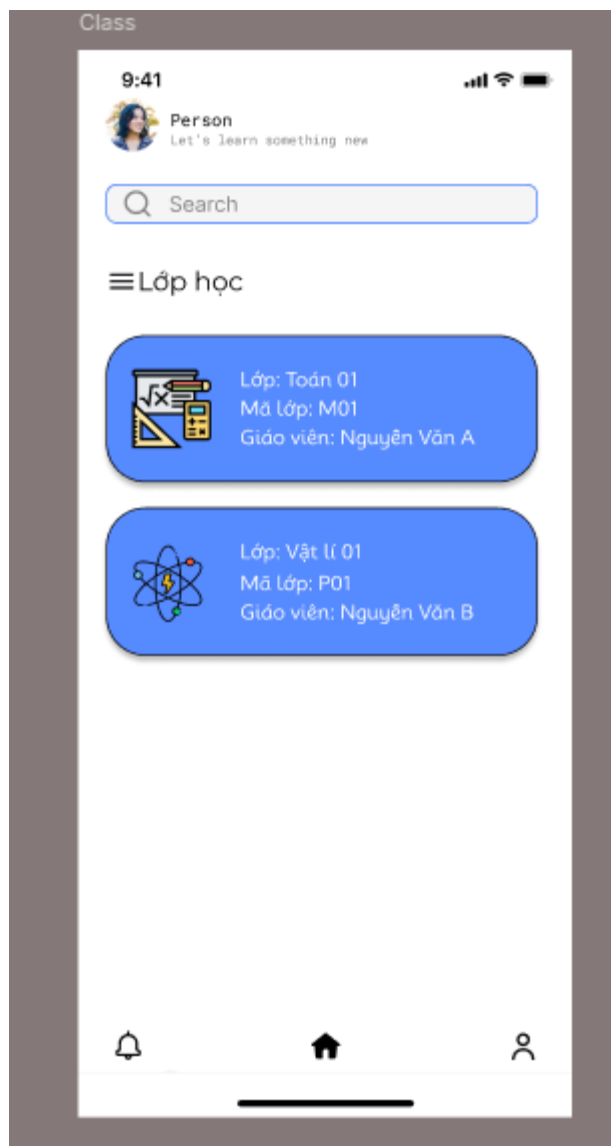 Class
9:41
Person
Let's learn something new
Search
Lớp học
√x
Lớp: Toán 01
Mã lớp: M01
Giáo viên: Nguyễn Văn A
Lớp: Vật lí 01
Mã lớp: P01
Giáo viên: Nguyễn Văn B